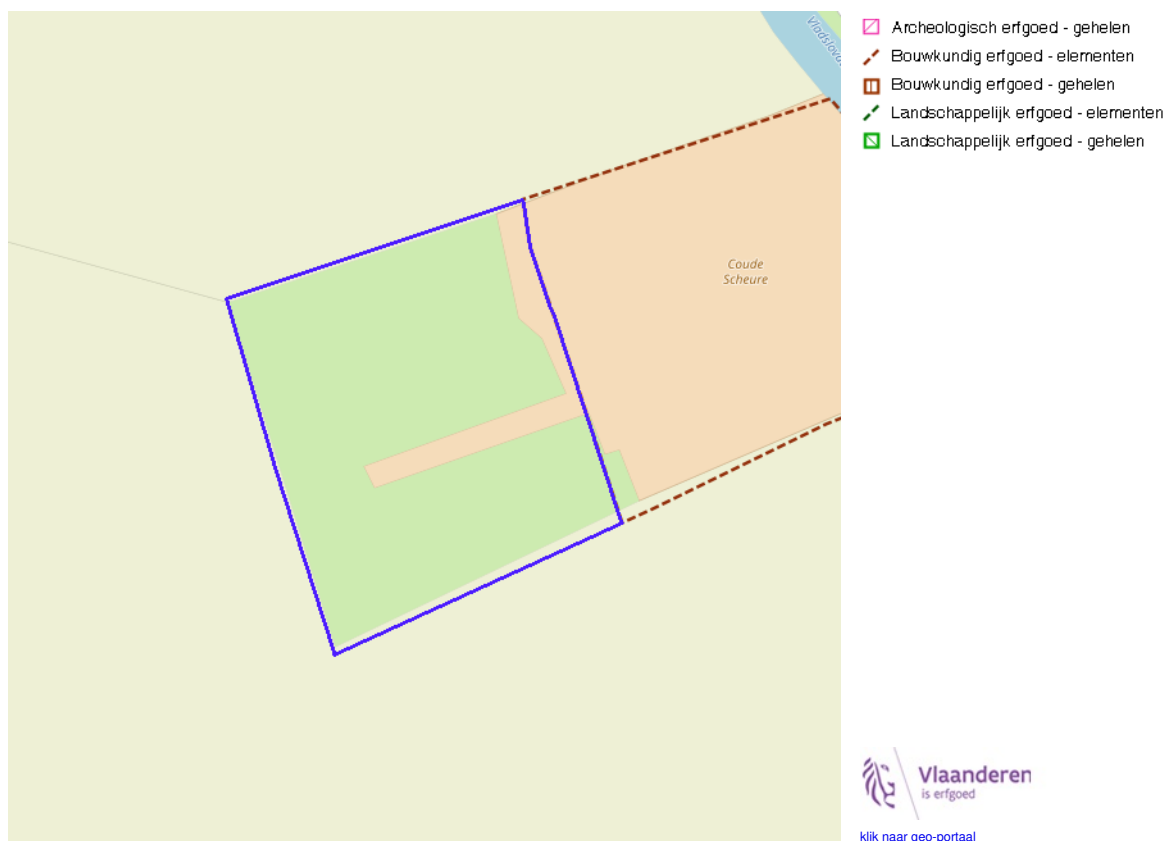 Coude
Scheure
Archeologisch erfgoed - gehelen
Bouwkundig erfgoed - elementen
Bouwkundig erfgoed - gehelen
Landschappelijk erfgoed - elementen
Landschappelijk erfgoed - gehelen
Vlaanderen
is erfgoed
klik naar geo-portaal